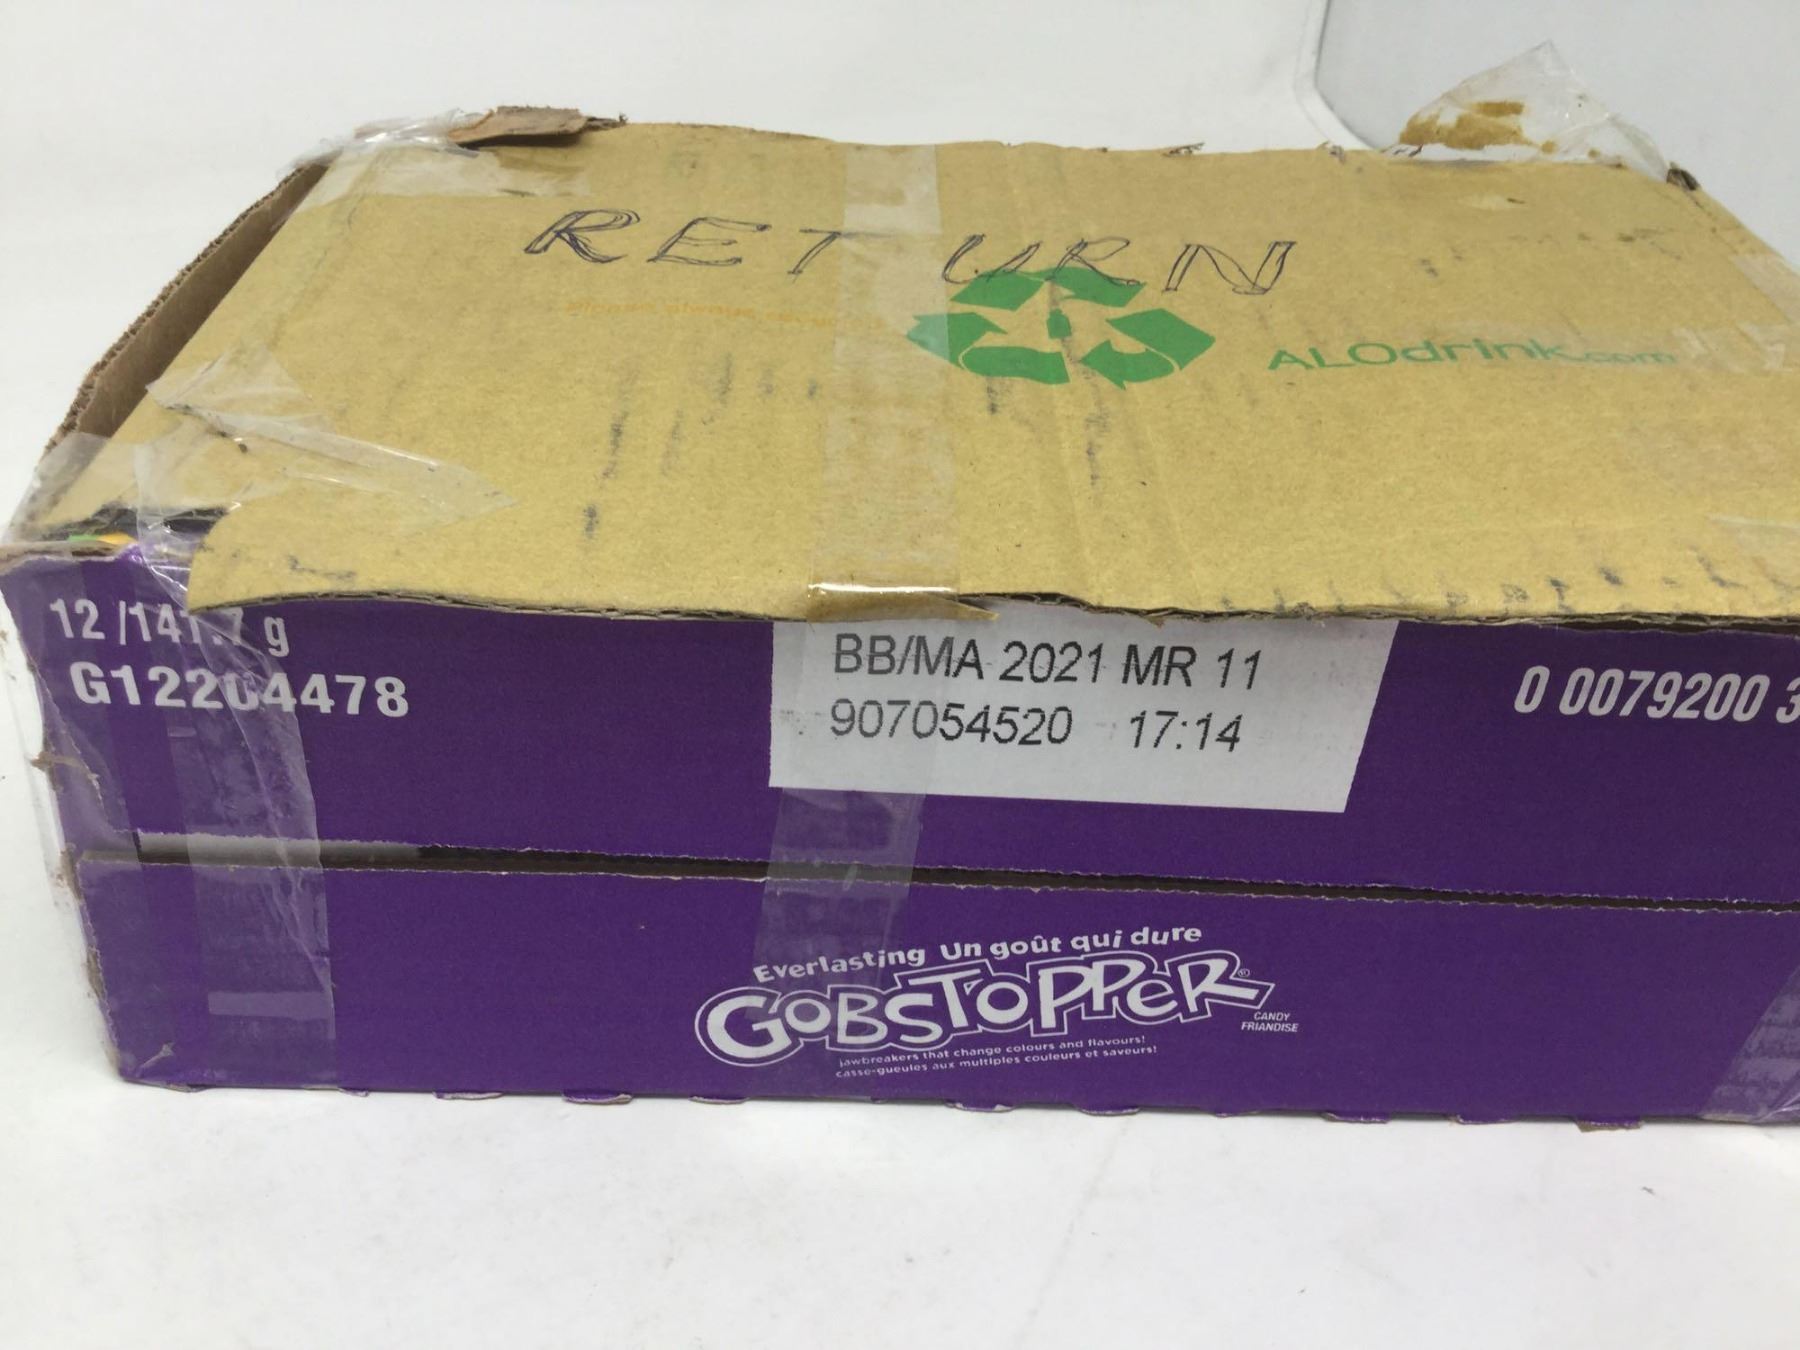 RETURN
Please always
ALOdrink.com
12 /141.7 g
G12204478
BB/MA 2021 MR 11
907054520 17:14
0 0079200 3
Everlasting Un goût qui dure
GOBSTOPPER®
CANDY
FRIANDISE
jawbreakers that change colours and flavours!
casse-gueules aux multiples couleurs et saveurs!